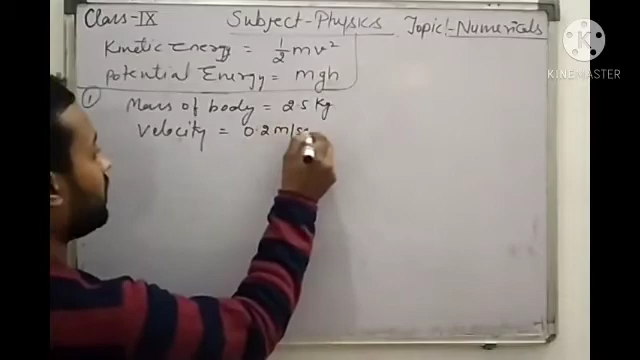 Class-IX Subject-Physics Topic:-Numericals
Kinetic Energy = 1/2 mv²
Potential Energy = mgh
① Mass of body = 2.5 Kg
Velocity = 0.2 m/s
KINEMASTER